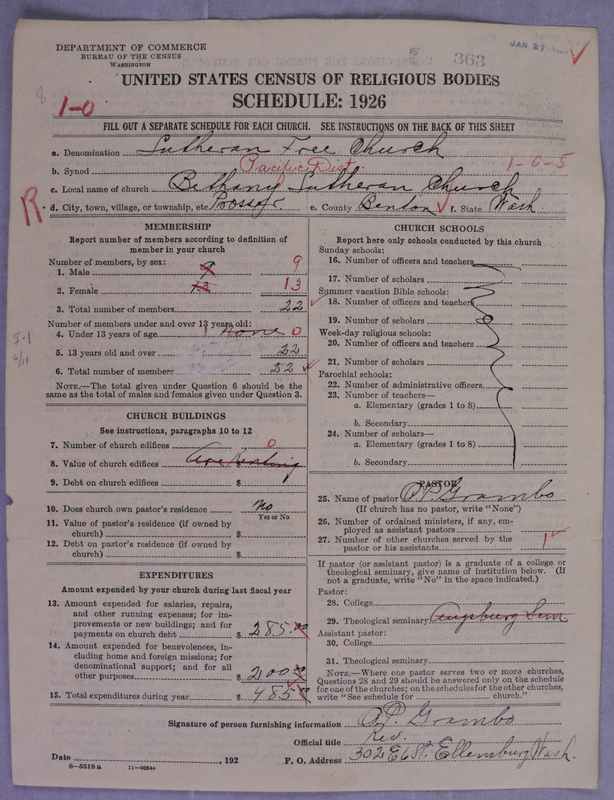 DEPARTMENT OF COMMERCE
BUREAU OF THE CENSUS
WASHINGTON
363
JAN 27
1-0
UNITED STATES CENSUS OF RELIGIOUS BODIES
SCHEDULE: 1926
FILL OUT A SEPARATE SCHEDULE FOR EACH CHURCH. SEE INSTRUCTIONS ON THE BACK OF THIS SHEET
a. Denomination Lutheran Free Church
b. Synod Pacific Dist. 1-0-5
c. Local name of church Bethany Lutheran Church
R
d. City, town, village, or township, etc. Prosser e. County Benton f. State Wash
MEMBERSHIP
Report number of members according to definition of member in your church
Number of members, by sex:
1. Male 9 9
2. Female 13 13
3. Total number of members 22
Number of members under and over 13 years old:
4. Under 13 years of age none 0
5. 13 years old and over 22
6. Total number of members 22
NOTE.—The total given under Question 6 should be the same as the total of males and females given under Question 3.
CHURCH BUILDINGS
See instructions, paragraphs 10 to 12
7. Number of church edifices 0
8. Value of church edifices are Renting
9. Debt on church edifices $
10. Does church own pastor's residence No
Yes or No
11. Value of pastor's residence (if owned by church) $
12. Debt on pastor's residence (if owned by church) $
EXPENDITURES
Amount expended by your church during last fiscal year
13. Amount expended for salaries, repairs, and other running expenses; for improvements or new buildings; and for payments on church debt $ 285.00
14. Amount expended for benevolences, including home and foreign missions; for denominational support; and for all other purposes $ 200
15. Total expenditures during year $ 485
CHURCH SCHOOLS
Report here only schools conducted by this church
Sunday schools:
16. Number of officers and teachers
17. Number of scholars
Summer vacation Bible schools:
18. Number of officers and teachers
19. Number of scholars
Week-day religious schools:
20. Number of officers and teachers
21. Number of scholars
Parochial schools:
22. Number of administrative officers
23. Number of teachers—
a. Elementary (grades 1 to 8)
b. Secondary
24. Number of scholars—
a. Elementary (grades 1 to 8)
b. Secondary
PASTOR
25. Name of pastor O.P. Grambo
(If church has no pastor, write "None")
26. Number of ordained ministers, if any, employed as assistant pastors
27. Number of other churches served by the pastor or his assistants 1
If pastor (or assistant pastor) is a graduate of a college or theological seminary, give name of institution below. (If not a graduate, write "No" in the space indicated.)
Pastor:
28. College
29. Theological seminary Augsburg Sem
Assistant pastor:
30. College
31. Theological seminary
NOTE.—Where one pastor serves two or more churches, Questions 28 and 29 should be answered only on the schedule for one of the churches; on the schedules for the other churches, write "See schedule for church."
Signature of person furnishing information O.P. Grambo
Official title Rev.
Date , 192 P. O. Address 302 E 6 St. Ellensburg Wash.
8—5518 a